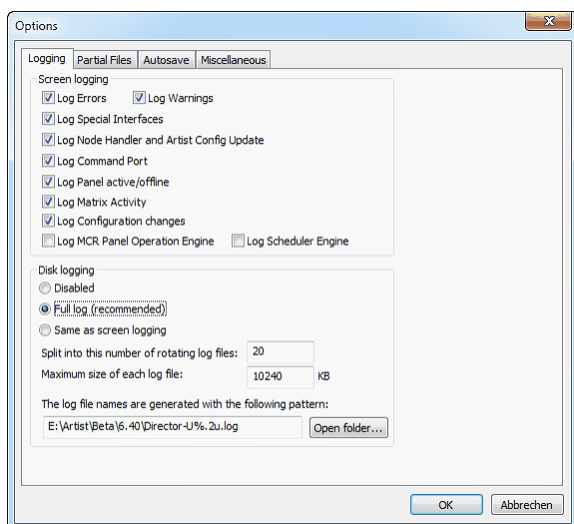 Options
Logging Partial Files Autosave Miscellaneous
Screen logging
Log Errors Log Warnings
Log Special Interfaces
Log Node Handler and Artist Config Update
Log Command Port
Log Panel active/offline
Log Matrix Activity
Log Configuration changes
Log MCR Panel Operation Engine Log Scheduler Engine
Disk logging
Disabled
Full log (recommended)
Same as screen logging
Split into this number of rotating log files: 20
Maximum size of each log file: 10240 KB
The log file names are generated with the following pattern:
E:\Artist\Beta\6.40\Director-U%.2u.log Open folder...
OK Abbrechen